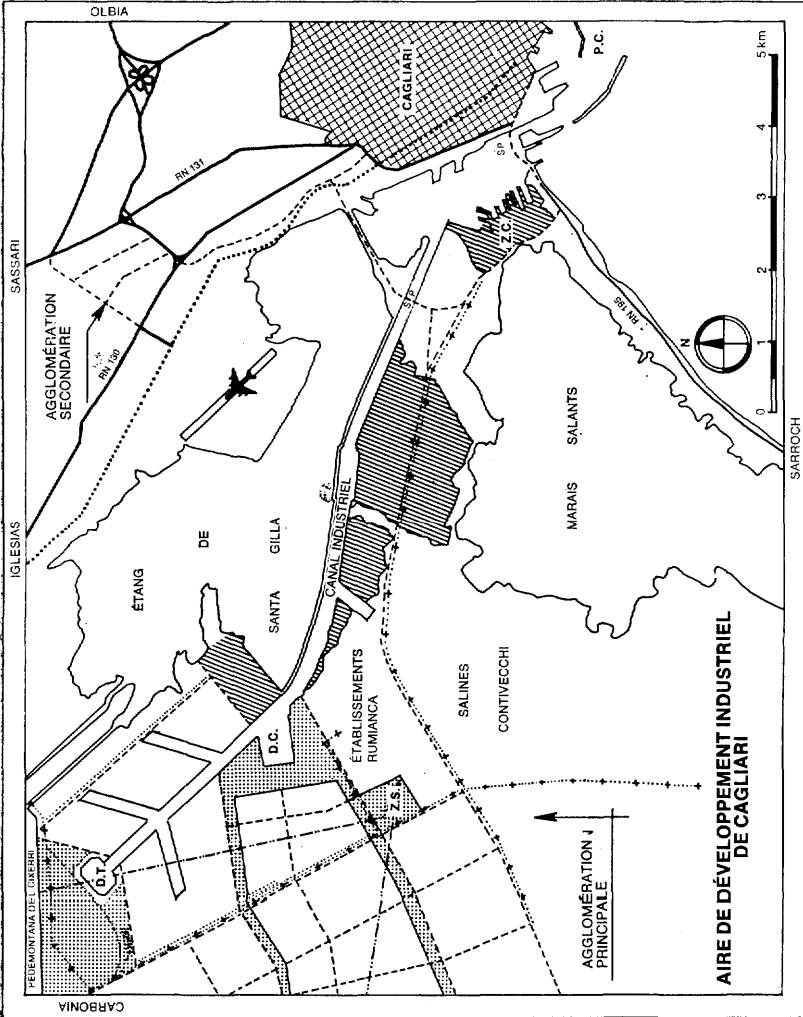 OLBIA
SASSARI
IGLESIAS
CARBONIA
SARROCH
PEDEMONTANA DEL CIXERRI
AGGLOMÉRATION
SECONDAIRE
RN 131
RN 130
CAGLIARI
P.C.
S P
Z.C.
RN 195
N
0 1 2 3 4 5 km
ÉTANG
DE
SANTA
GILLA
CANAL INDUSTRIEL
MARAIS SALANTS
D.T.
D.C.
Z.S.
ÉTABLISSEMENTS
RUMIANCA
SALINES
CONTIVECCHI
AGGLOMÉRATION
PRINCIPALE
AIRE DE DÉVELOPPEMENT INDUSTRIEL
DE CAGLIARI